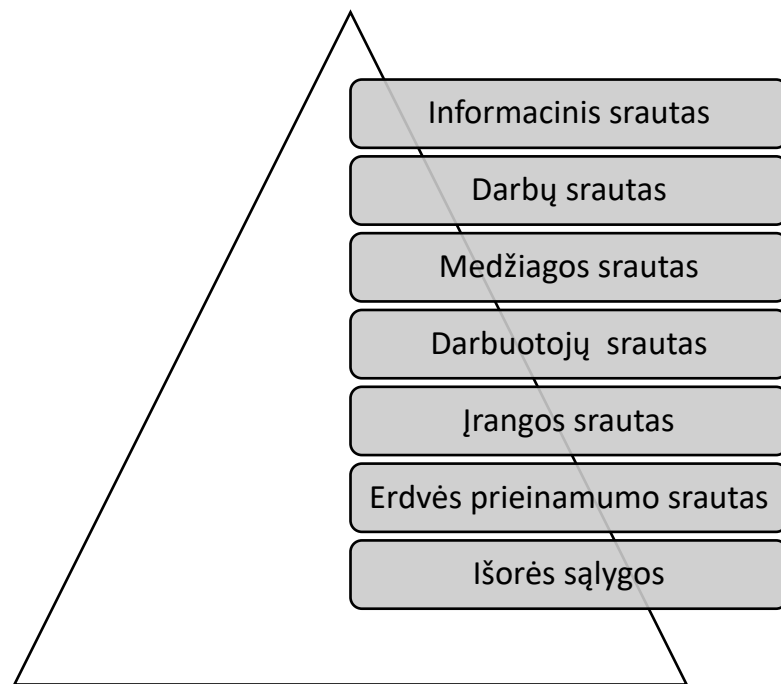 Informacinis srautas
Darbų srautas
Medžiagos srautas
Darbuotojų  srautas
Įrangos srautas
Erdvės prieinamumo srautas
Išorės sąlygos